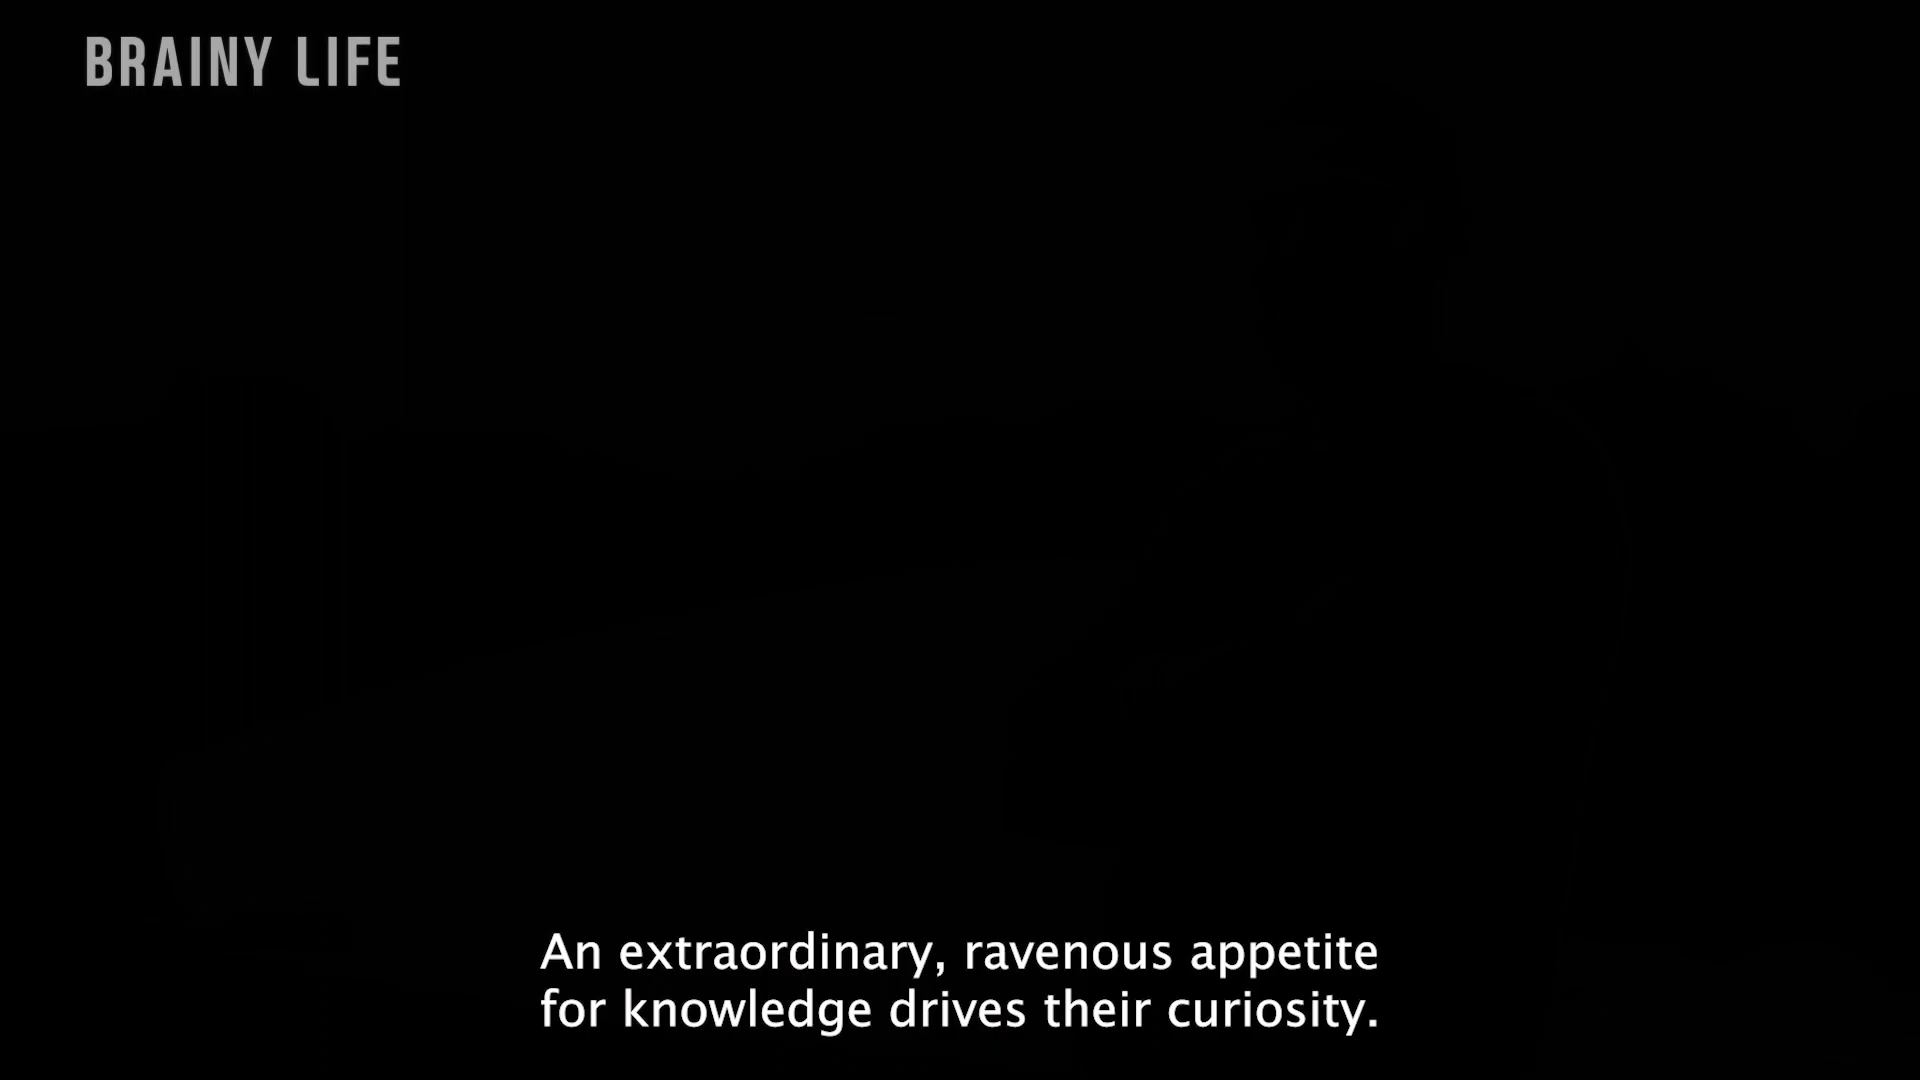 BRAINY LIFE
An extraordinary, ravenous appetite
for knowledge drives their curiosity.